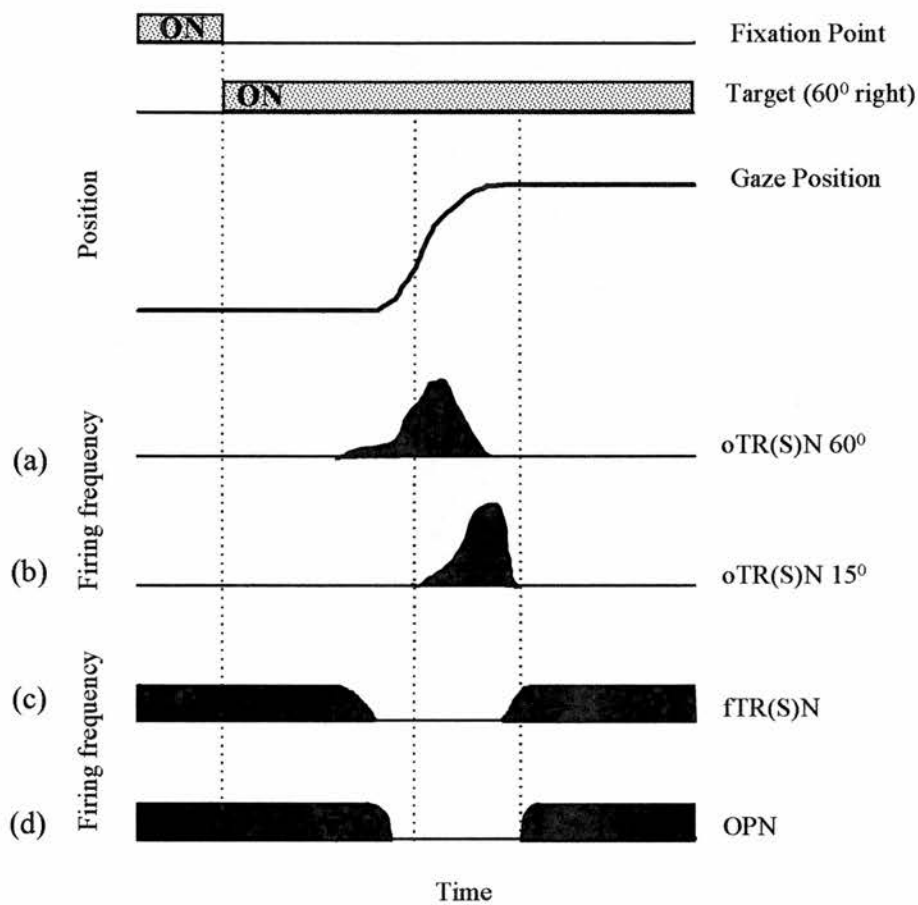 ON
Fixation Point
ON
Target (60⁰ right)
Position
Gaze Position
Firing frequency
(a)
oTR(S)N 60⁰
(b)
oTR(S)N 15⁰
Firing frequency
(c)
fTR(S)N
(d)
OPN
Time